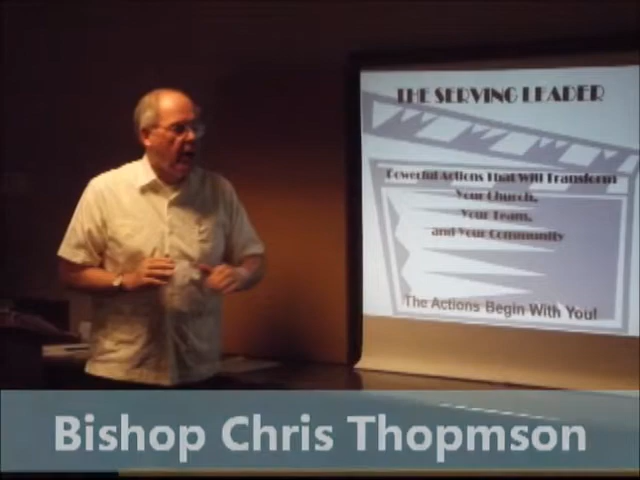 THE SERVING LEADER
Powerful Actions That Will Transform
Your Church,
Your Team,
and Your Community
The Actions Begin With You!
Bishop Chris Thopmson